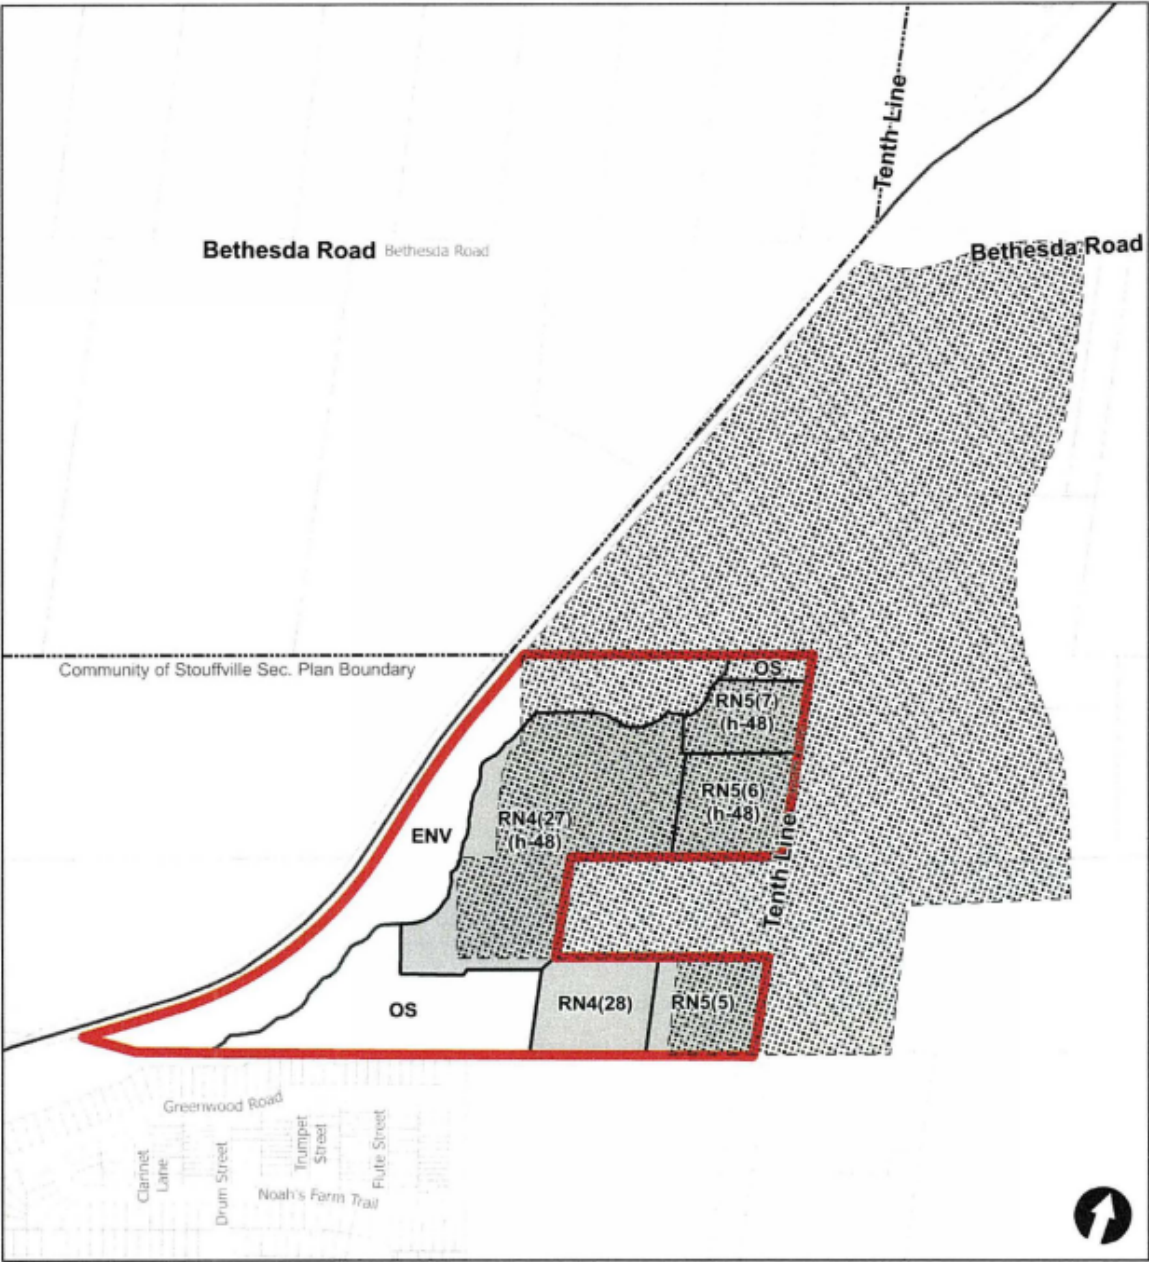 Tenth Line
Bethesda Road Bethesda Road
Bethesda Road
Community of Stouffville Sec. Plan Boundary
OS
RN5(7)
(h-48)
RN5(6)
(h-48)
RN4(27)
(h-48)
ENV
Tenth Line
OS
RN4(28)
RN5(5)
Greenwood Road
Clarinet
Lane
Drum Street
Trumpet
Street
Flute Street
Noah's Farm Trail